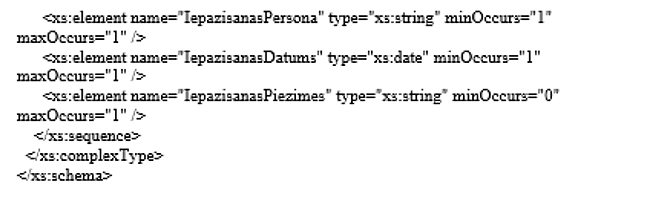 <xs:element name="IepazisanasPersona" type="xs:string" minOccurs="1"
maxOccurs="1" />
<xs:element name="IepazisanasDatums" type="xs:date" minOccurs="1"
maxOccurs="1" />
<xs:element name="IepazisanasPiezimes" type="xs:string" minOccurs="0"
maxOccurs="1" />
</xs:sequence>
</xs:complexType>
</xs:schema>